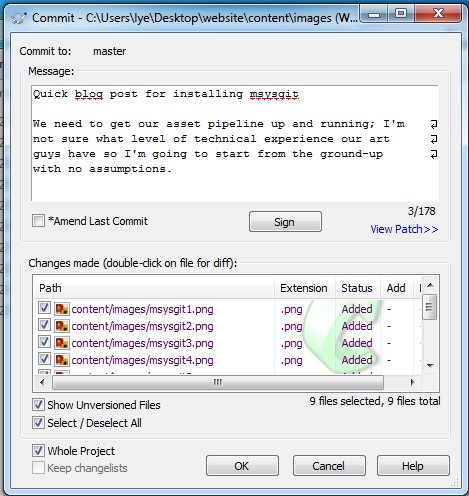 Commit - C:\Users\lye\Desktop\website\content\images (W...
Commit to: master
Message:
Quick blog post for installing msysgit
We need to get our asset pipeline up and running; I'm
not sure what level of technical experience our art
guys have so I'm going to start from the ground-up
with no assumptions.
3/178
*Amend Last Commit
Sign
View Patch>>
Changes made (double-click on file for diff):
Path Extension Status Add
content/images/msysgit1.png .png Added -
content/images/msysgit2.png .png Added -
content/images/msysgit3.png .png Added -
content/images/msysgit4.png .png Added -
Show Unversioned Files
9 files selected, 9 files total
Select / Deselect All
Whole Project
Keep changelists
OK Cancel Help